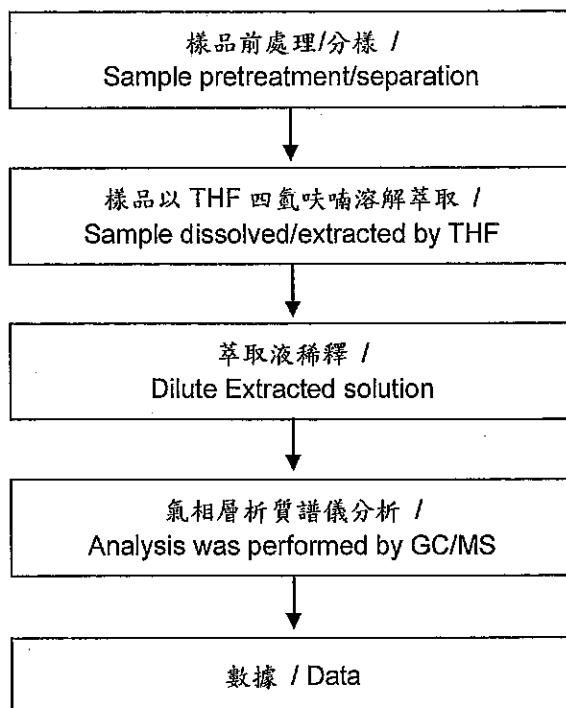 樣品前處理/分樣 /
Sample pretreatment/separation
樣品以 THF 四氫呋喃溶解萃取 /
Sample dissolved/extracted by THF
萃取液稀釋 /
Dilute Extracted solution
氣相層析質譜儀分析 /
Analysis was performed by GC/MS
數據 / Data